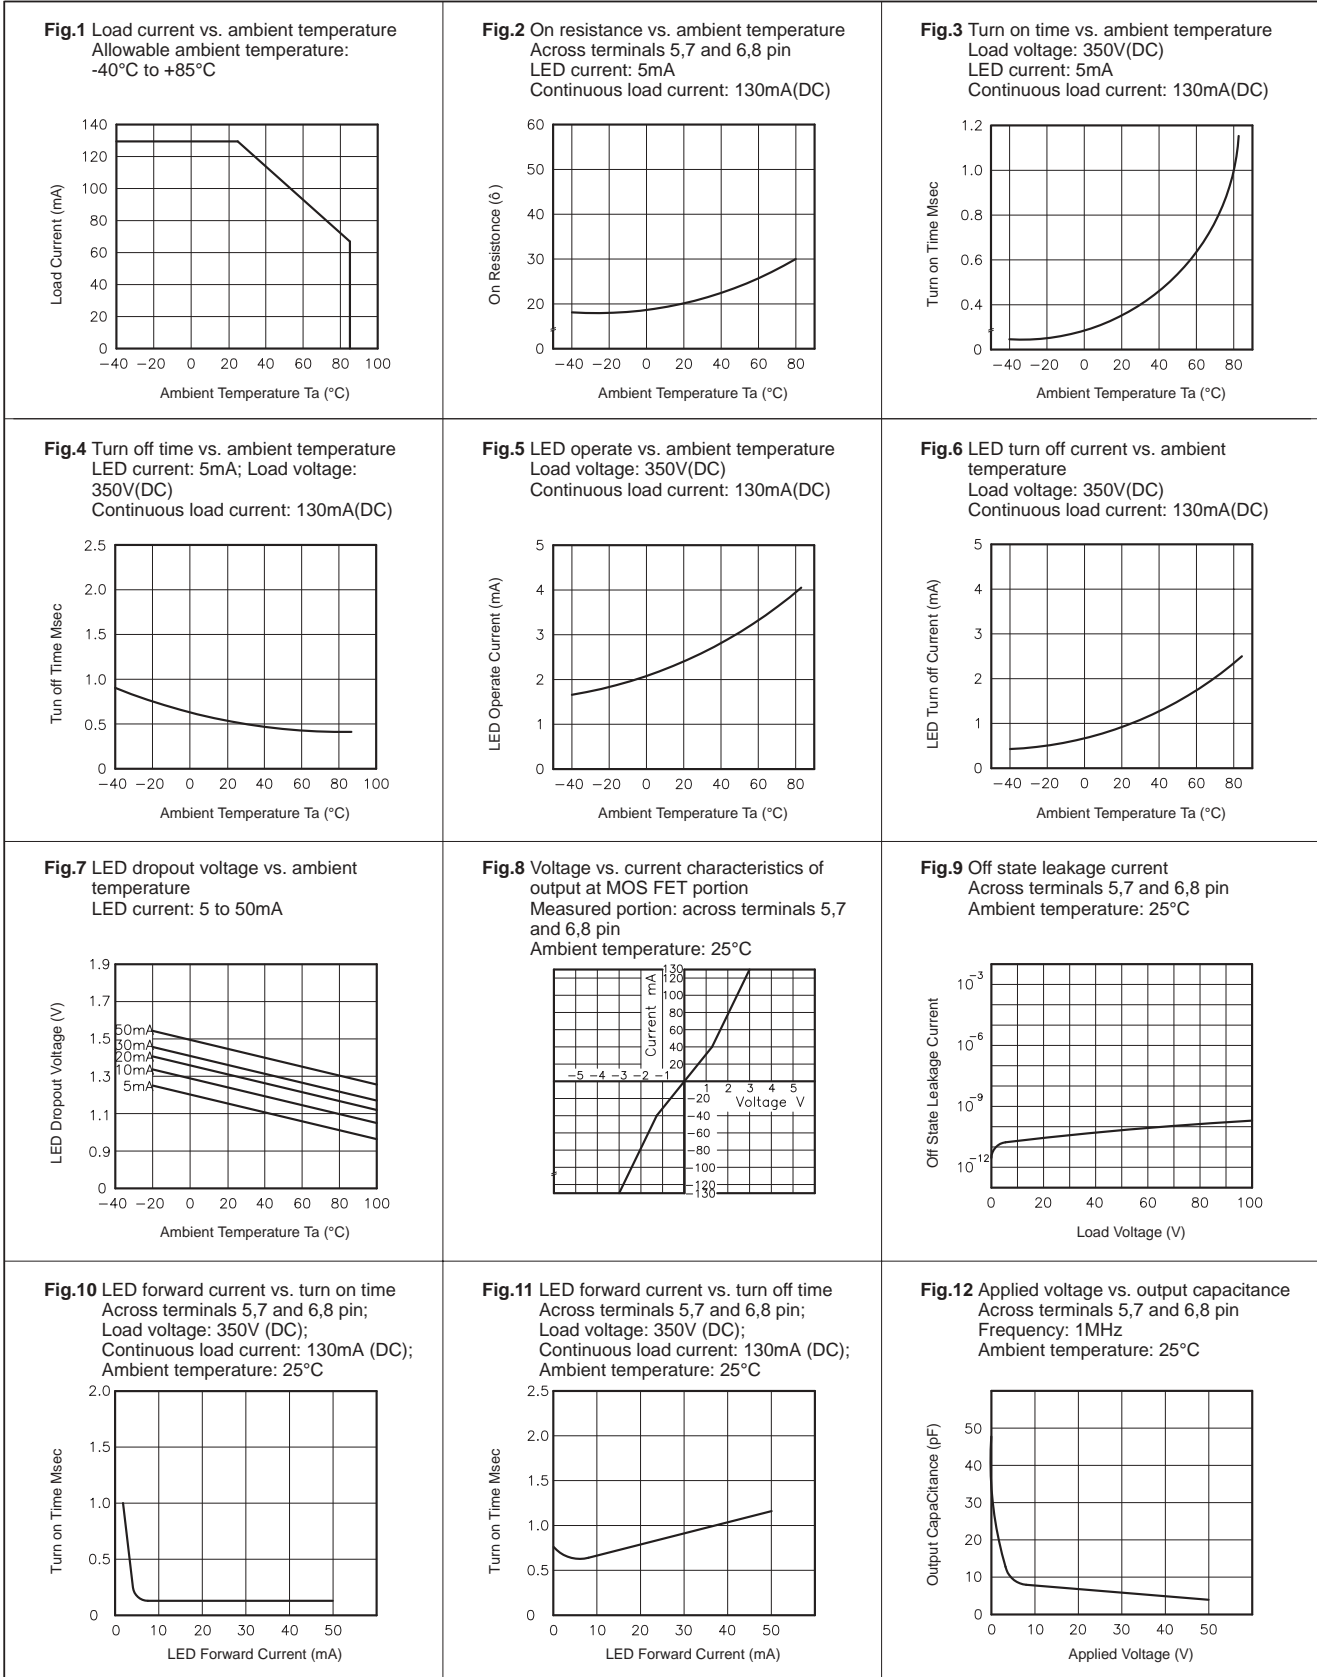 Fig.1 Load current vs. ambient temperature
Allowable ambient temperature:
-40°C to +85°C
140
120
100
80
60
40
20
0
Load Current (mA)
−40 −20 0 20 40 60 80 100
Ambient Temperature Ta (°C)
Fig.2 On resistance vs. ambient temperature
Across terminals 5,7 and 6,8 pin
LED current: 5mA
Continuous load current: 130mA(DC)
60
50
40
30
20
0
On Resistonce (ô)
−40 −20 0 20 40 60 80
Ambient Temperature Ta (°C)
Fig.3 Turn on time vs. ambient temperature
Load voltage: 350V(DC)
LED current: 5mA
Continuous load current: 130mA(DC)
1.2
1.0
0.8
0.6
0.4
0
Turn on Time Msec
−40 −20 0 20 40 60 80
Ambient Temperature Ta (°C)
Fig.4 Turn off time vs. ambient temperature
LED current: 5mA; Load voltage:
350V(DC)
Continuous load current: 130mA(DC)
2.5
2.0
1.5
1.0
0.5
0
Tun off Time Msec
−40 −20 0 20 40 60 80 100
Ambient Temperature Ta (°C)
Fig.5 LED operate vs. ambient temperature
Load voltage: 350V(DC)
Continuous load current: 130mA(DC)
5
4
3
2
1
0
LED Operate Current (mA)
−40 −20 0 20 40 60 80
Ambient Temperature Ta (°C)
Fig.6 LED turn off current vs. ambient
temperature
Load voltage: 350V(DC)
Continuous load current: 130mA(DC)
5
4
3
2
1
0
LED Turn off Current (mA)
−40 −20 0 20 40 60 80
Ambient Temperature Ta (°C)
Fig.7 LED dropout voltage vs. ambient
temperature
LED current: 5 to 50mA
1.9
1.7
1.5
1.3
1.1
0.9
0
LED Dropout Voltage (V)
50mA
30mA
20mA
10mA
5mA
−40 −20 0 20 40 60 80 100
Ambient Temperature Ta (°C)
Fig.8 Voltage vs. current characteristics of
output at MOS FET portion
Measured portion: across terminals 5,7
and 6,8 pin
Ambient temperature: 25°C
Current mA
130
120
100
80
60
40
20
−5 −4 −3 −2 −1
1 2 3 4 5
Voltage V
−20
−40
−60
−80
−100
−120
−130
Fig.9 Off state leakage current
Across terminals 5,7 and 6,8 pin
Ambient temperature: 25°C
10−3
10−6
10−9
10−12
Off State Leakage Current
0 20 40 60 80 100
Load Voltage (V)
Fig.10 LED forward current vs. turn on time
Across terminals 5,7 and 6,8 pin;
Load voltage: 350V (DC);
Continuous load current: 130mA (DC);
Ambient temperature: 25°C
2.0
1.5
1.0
0.5
0
Turn on Time Msec
0 10 20 30 40 50
LED Forward Current (mA)
Fig.11 LED forward current vs. turn off time
Across terminals 5,7 and 6,8 pin;
Load voltage: 350V (DC);
Continuous load current: 130mA (DC);
Ambient temperature: 25°C
2.5
2.0
1.5
1.0
0.5
0
Turn on Time Msec
0 10 20 30 40 50
LED Forward Current (mA)
Fig.12 Applied voltage vs. output capacitance
Across terminals 5,7 and 6,8 pin
Frequency: 1MHz
Ambient temperature: 25°C
50
40
30
20
10
0
Output CapaCitance (pF)
0 10 20 30 40 50
Applied Voltage (V)